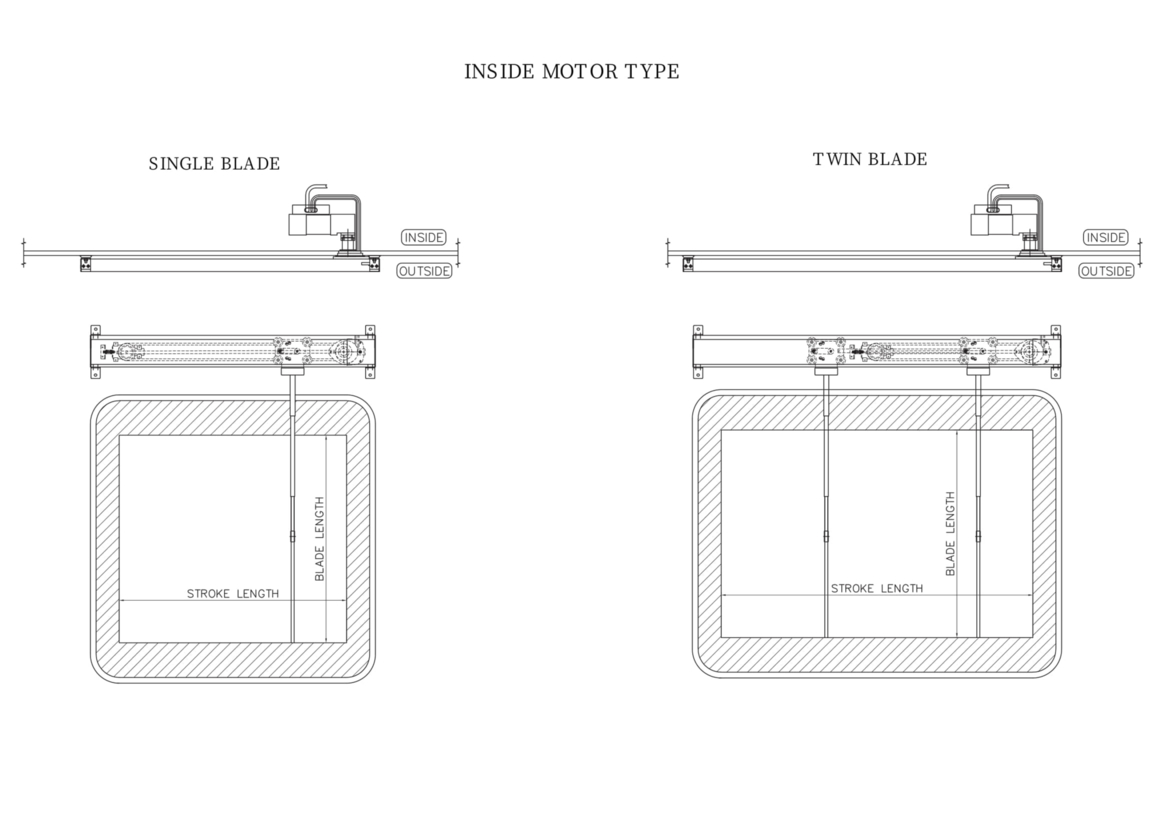 INSIDE MOTOR TYPE
SINGLE BLADE
TWIN BLADE
INSIDE
OUTSIDE
INSIDE
OUTSIDE
BLADE LENGTH
STROKE LENGTH
BLADE LENGTH
STROKE LENGTH